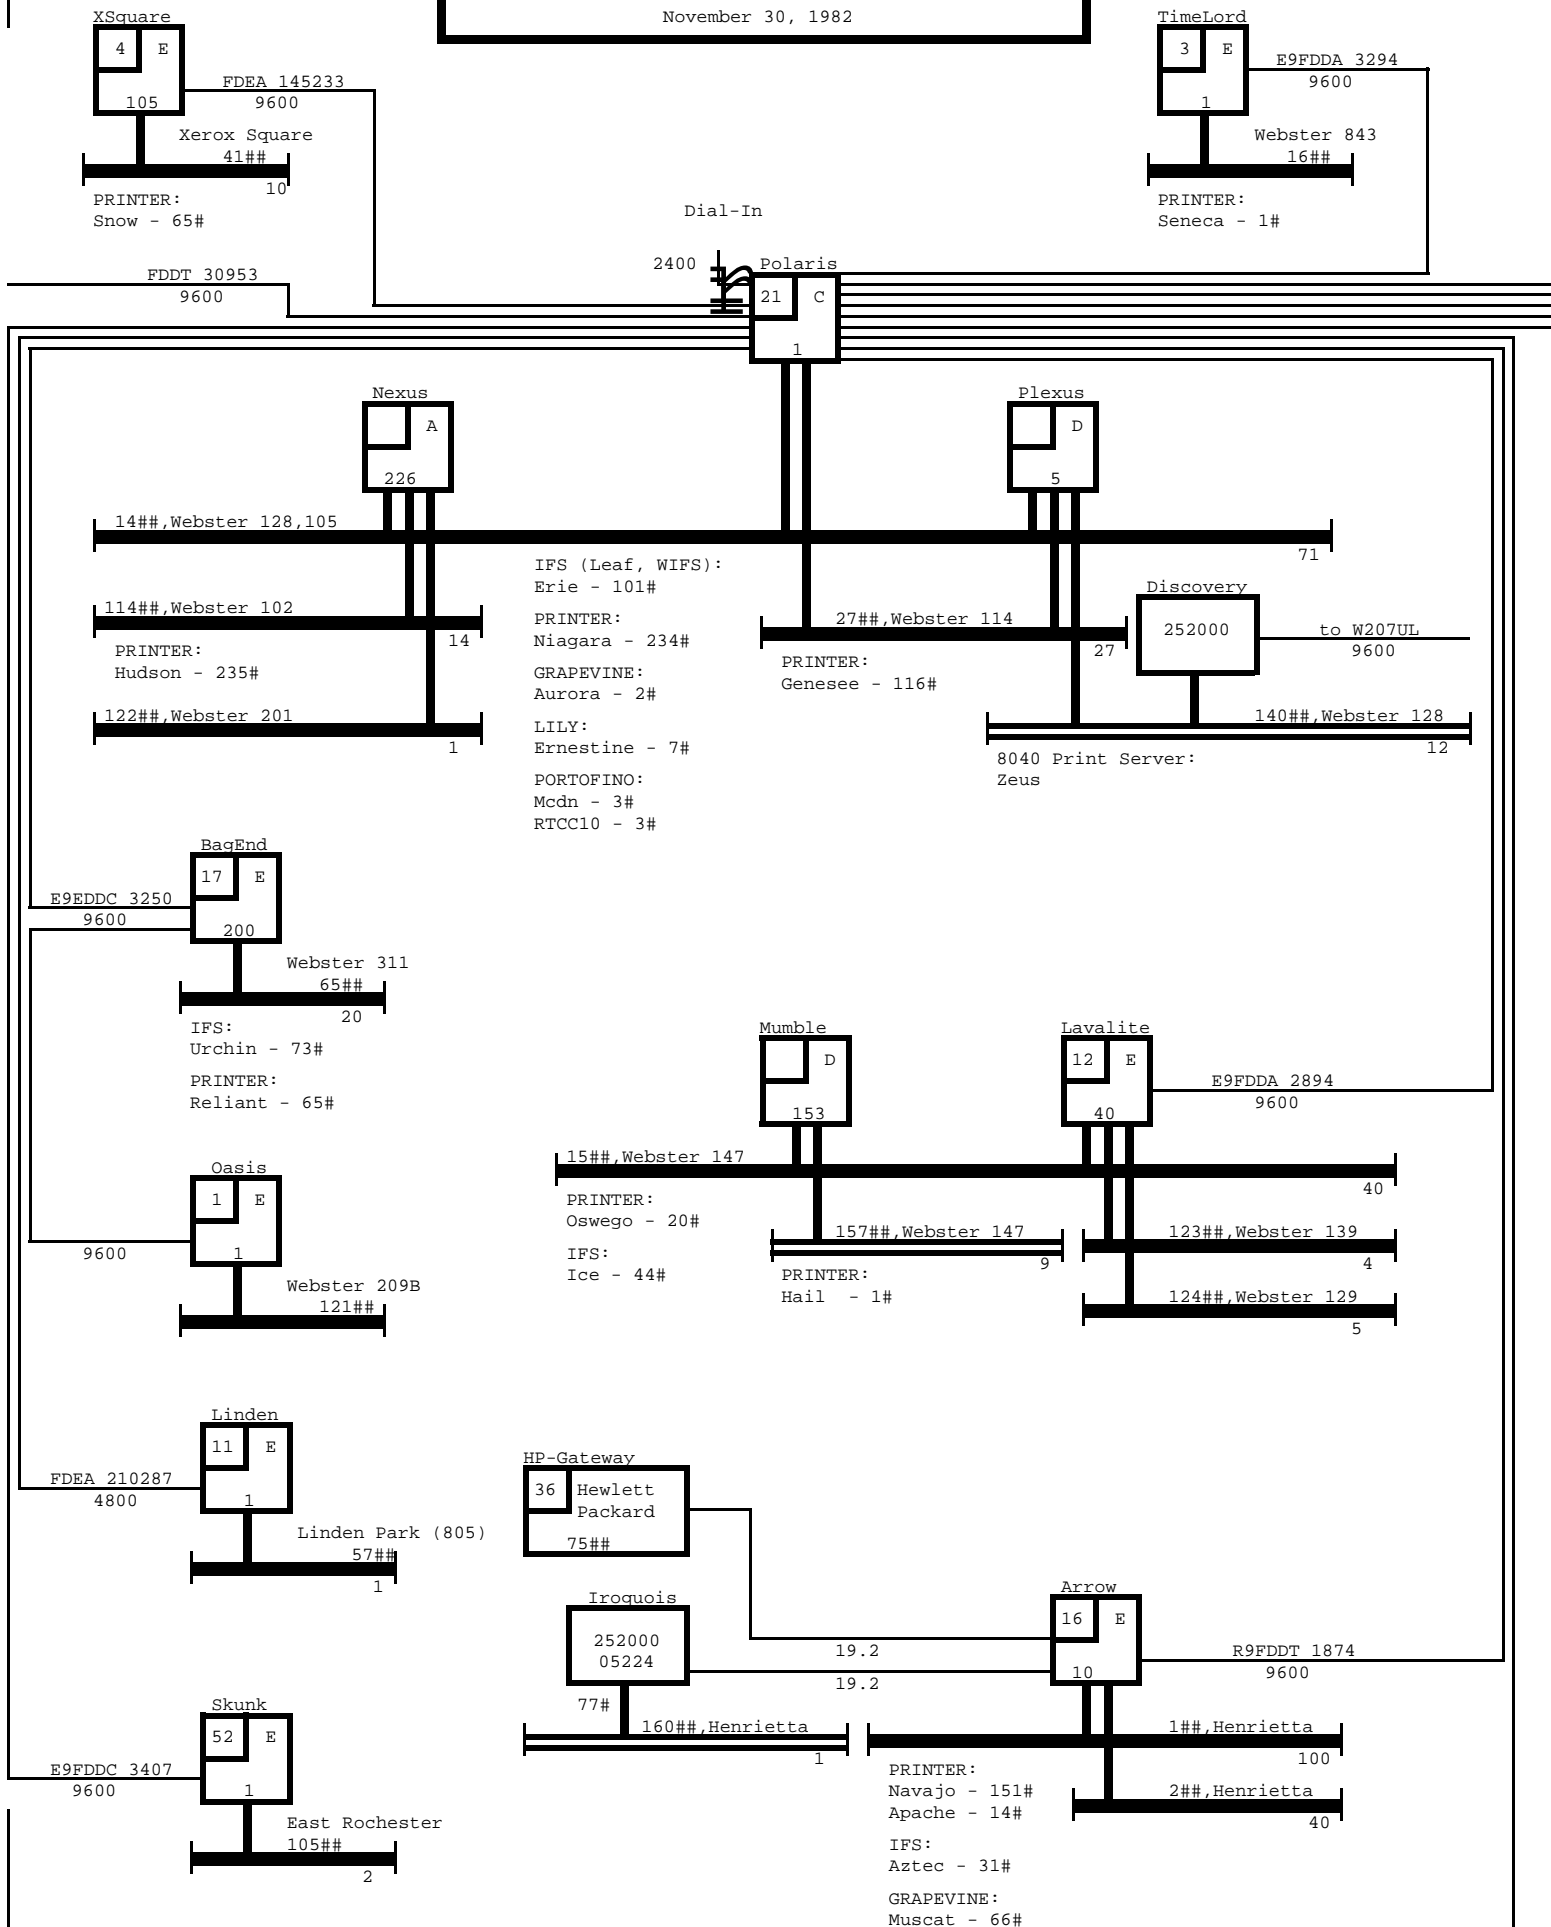 November 30, 1982
XSquare
4 E
105
FDEA 145233
9600
Xerox Square
41##
10
PRINTER:
Snow - 65#
TimeLord
3 E
1
E9FDDA 3294
9600
Webster 843
16##
PRINTER:
Seneca - 1#
Dial-In
2400
Polaris
21 C
1
FDDT 30953
9600
Nexus
A
226
Plexus
D
5
14##,Webster 128,105
71
IFS (Leaf, WIFS):
Erie - 101#
PRINTER:
Niagara - 234#
GRAPEVINE:
Aurora - 2#
LILY:
Ernestine - 7#
PORTOFINO:
Mcdn - 3#
RTCC10 - 3#
114##,Webster 102
14
PRINTER:
Hudson - 235#
122##,Webster 201
1
27##,Webster 114
27
PRINTER:
Genesee - 116#
Discovery
252000
to W207UL
9600
140##,Webster 128
12
8040 Print Server:
Zeus
BagEnd
17 E
200
E9EDDC 3250
9600
Webster 311
65##
20
IFS:
Urchin - 73#
PRINTER:
Reliant - 65#
Mumble
D
153
Lavalite
12 E
40
E9FDDA 2894
9600
15##,Webster 147
40
PRINTER:
Oswego - 20#
IFS:
Ice - 44#
157##,Webster 147
9
PRINTER:
Hail - 1#
123##,Webster 139
4
124##,Webster 129
5
Oasis
1 E
1
9600
Webster 209B
121##
Linden
11 E
1
FDEA 210287
4800
Linden Park (805)
57##
1
HP-Gateway
36 Hewlett
Packard
75##
Iroquois
252000
05224
77#
19.2
19.2
160##,Henrietta
1
Arrow
16 E
10
R9FDDT 1874
9600
1##,Henrietta
100
2##,Henrietta
40
PRINTER:
Navajo - 151#
Apache - 14#
IFS:
Aztec - 31#
GRAPEVINE:
Muscat - 66#
Skunk
52 E
1
E9FDDC 3407
9600
East Rochester
105##
2